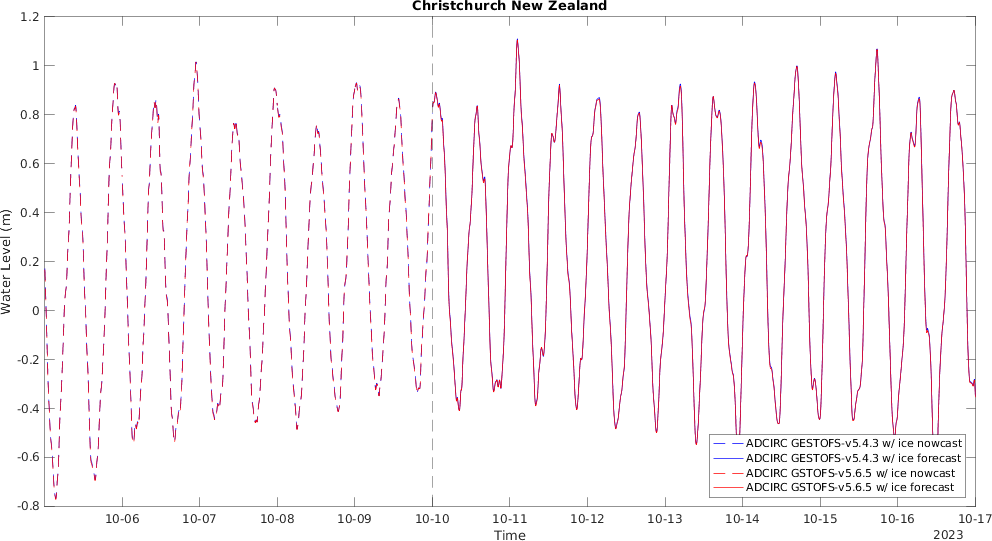 Christchurch New Zealand
1.2
1
0.8
0.6
0.4
0.2
0
-0.2
-0.4
-0.6
-0.8
Water Level (m)
ADCIRC GESTOFS-v5.4.3 w/ ice nowcast
ADCIRC GESTOFS-v5.4.3 w/ ice forecast
ADCIRC GSTOFS-v5.6.5 w/ ice nowcast
ADCIRC GSTOFS-v5.6.5 w/ ice forecast
10-06 10-07 10-08 10-09 10-10 10-11 10-12 10-13 10-14 10-15 10-16 10-17
Time
2023